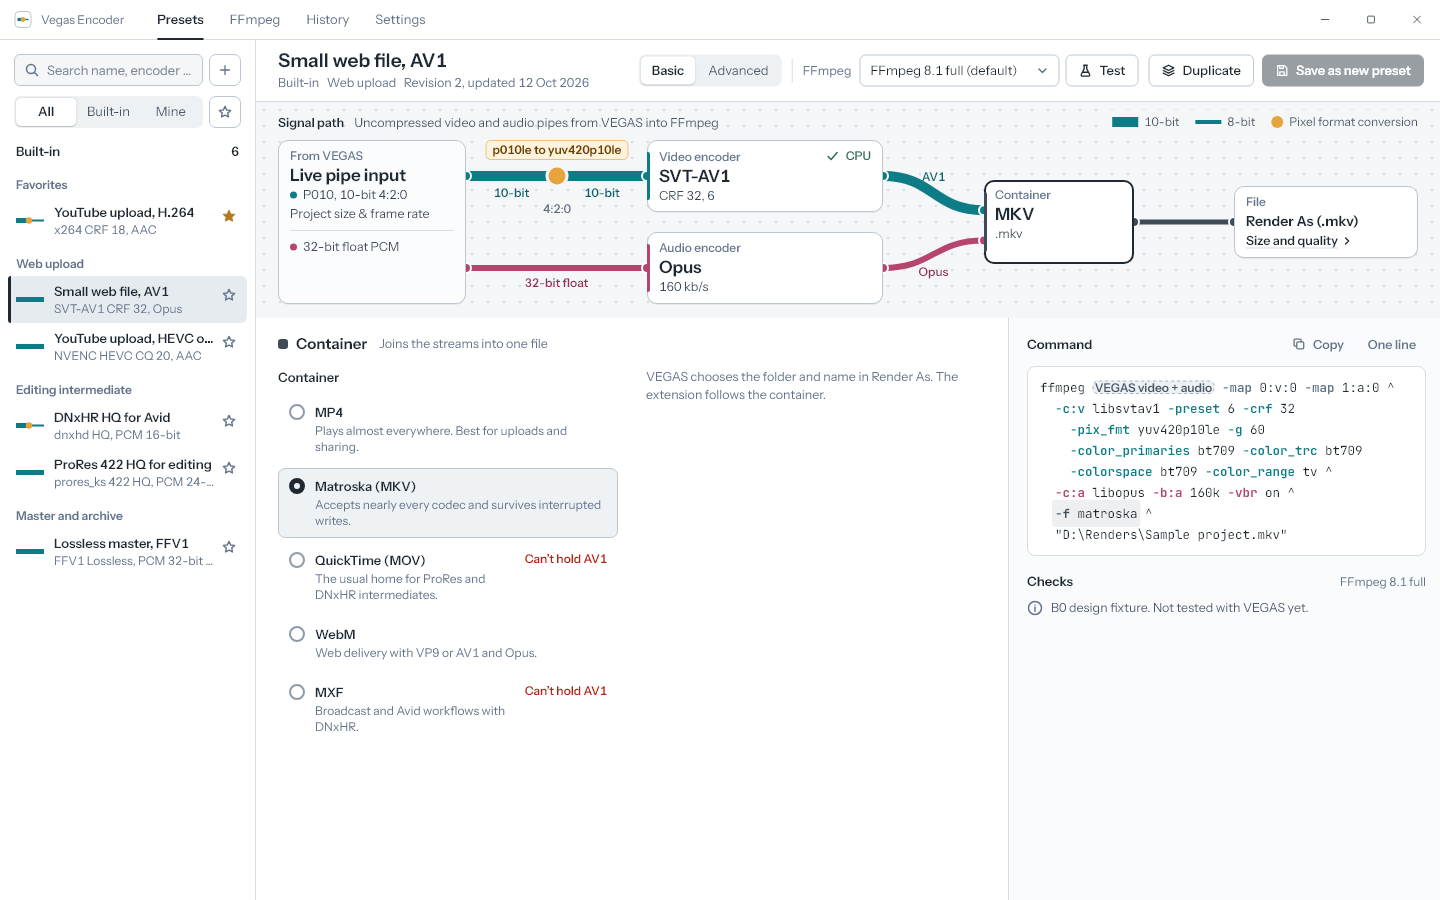 Vegas Encoder
Presets
FFmpeg
History
Settings
Search name, encoder ...
All
Built-in
Mine
Built-in
6
Favorites
YouTube upload, H.264
x264 CRF 18, AAC
Web upload
Small web file, AV1
SVT-AV1 CRF 32, Opus
YouTube upload, HEVC o...
NVENC HEVC CQ 20, AAC
Editing intermediate
DNxHR HQ for Avid
dnxhd HQ, PCM 16-bit
ProRes 422 HQ for editing
prores_ks 422 HQ, PCM 24-...
Master and archive
Lossless master, FFV1
FFV1 Lossless, PCM 32-bit ...
Small web file, AV1
Built-in Web upload Revision 2, updated 12 Oct 2026
Basic
Advanced
FFmpeg
FFmpeg 8.1 full (default)
Test
Duplicate
Save as new preset
Signal path Uncompressed video and audio pipes from VEGAS into FFmpeg
10-bit
8-bit
Pixel format conversion
From VEGAS
Live pipe input
P010, 10-bit 4:2:0
Project size & frame rate
32-bit float PCM
p010le to yuv420p10le
10-bit
10-bit
4:2:0
32-bit float
Video encoder
CPU
SVT-AV1
CRF 32, 6
Audio encoder
Opus
160 kb/s
AV1
Opus
Container
MKV
.mkv
File
Render As (.mkv)
Size and quality
Container Joins the streams into one file
Container
MP4
Plays almost everywhere. Best for uploads and
sharing.
Matroska (MKV)
Accepts nearly every codec and survives interrupted
writes.
QuickTime (MOV)
Can't hold AV1
The usual home for ProRes and
DNxHR intermediates.
WebM
Web delivery with VP9 or AV1 and Opus.
MXF
Can't hold AV1
Broadcast and Avid workflows with
DNxHR.
VEGAS chooses the folder and name in Render As. The
extension follows the container.
Command
Copy
One line
ffmpeg VEGAS video + audio -map 0:v:0 -map 1:a:0 ^
-c:v libsvtav1 -preset 6 -crf 32
-pix_fmt yuv420p10le -g 60
-color_primaries bt709 -color_trc bt709
-colorspace bt709 -color_range tv ^
-c:a libopus -b:a 160k -vbr on ^
-f matroska ^
"D:\Renders\Sample project.mkv"
Checks
FFmpeg 8.1 full
B0 design fixture. Not tested with VEGAS yet.